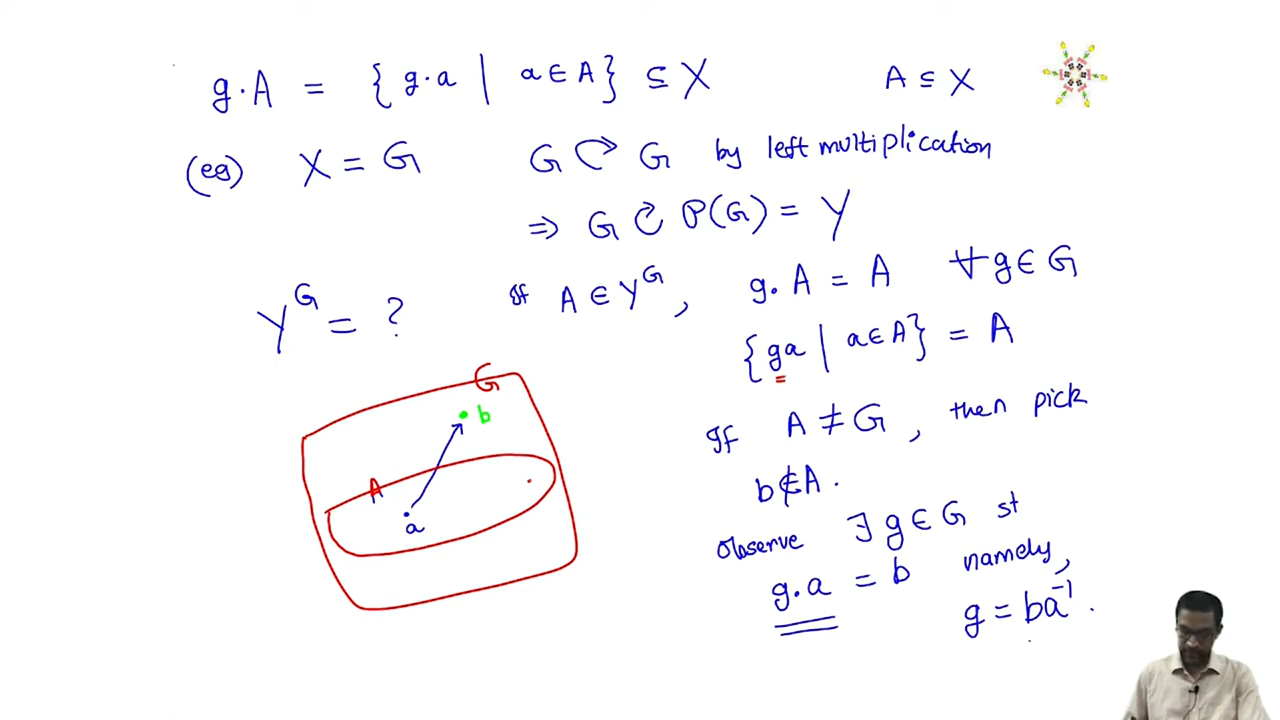 g.A = { g.a | a ∈ A } ⊆ X A ⊆ X
(eg) X = G G ↻ G by left multiplication
⇒ G ↻ P(G) = Y
Y^G = ? If A ∈ Y^G, g.A = A ∀ g ∈ G
{ga | a ∈ A} = A
If A ≠ G, then pick
b ∉ A.
Observe ∃ g ∈ G st
g.a = b namely,
g = ba^-1.
G
b
A
a